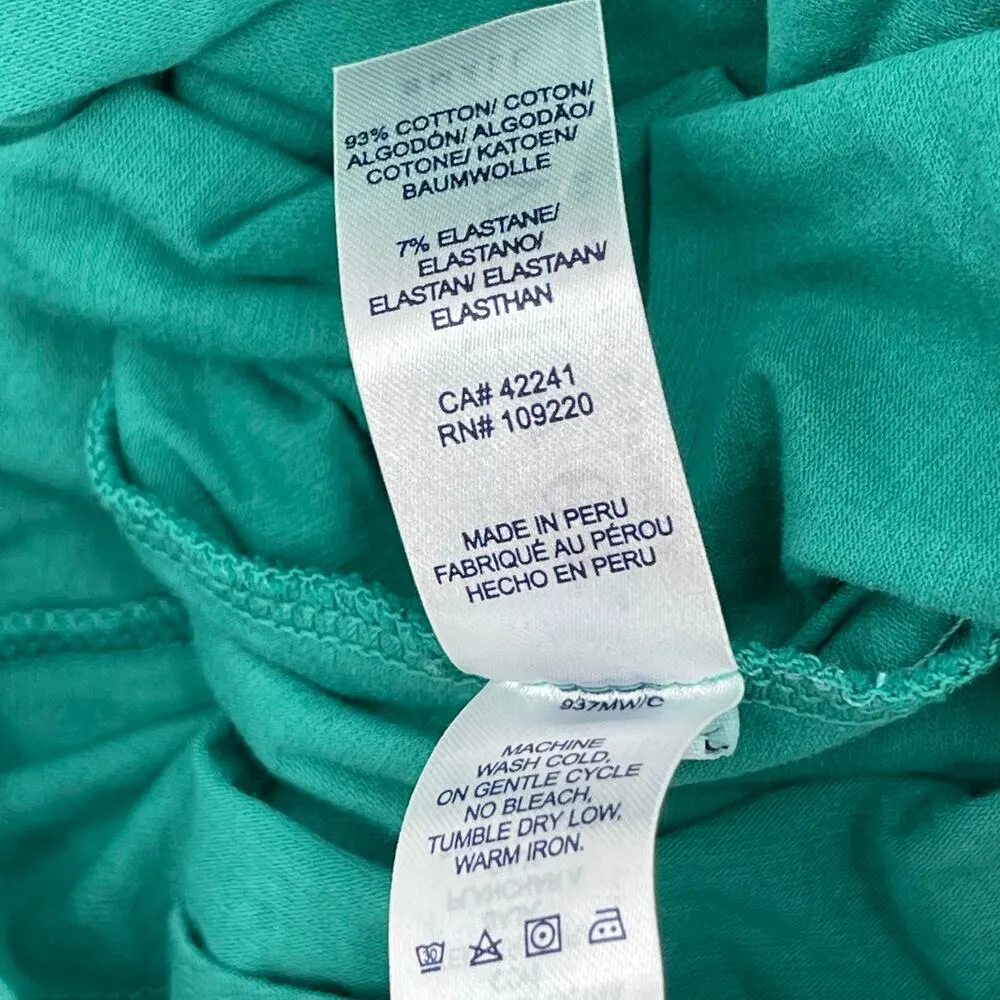 93% COTTON/ COTON/
ALGODÓN/ ALGODÃO/
COTONE/ KATOEN/
BAUMWOLLE
7% ELASTANE/
ELASTANO/
ELASTAN/ ELASTAAN/
ELASTHAN
CA# 42241
RN# 109220
MADE IN PERU
FABRIQUÉ AU PÉROU
HECHO EN PERU
937MW/C
MACHINE
WASH COLD,
ON GENTLE CYCLE
NO BLEACH,
TUMBLE DRY LOW,
WARM IRON.
30